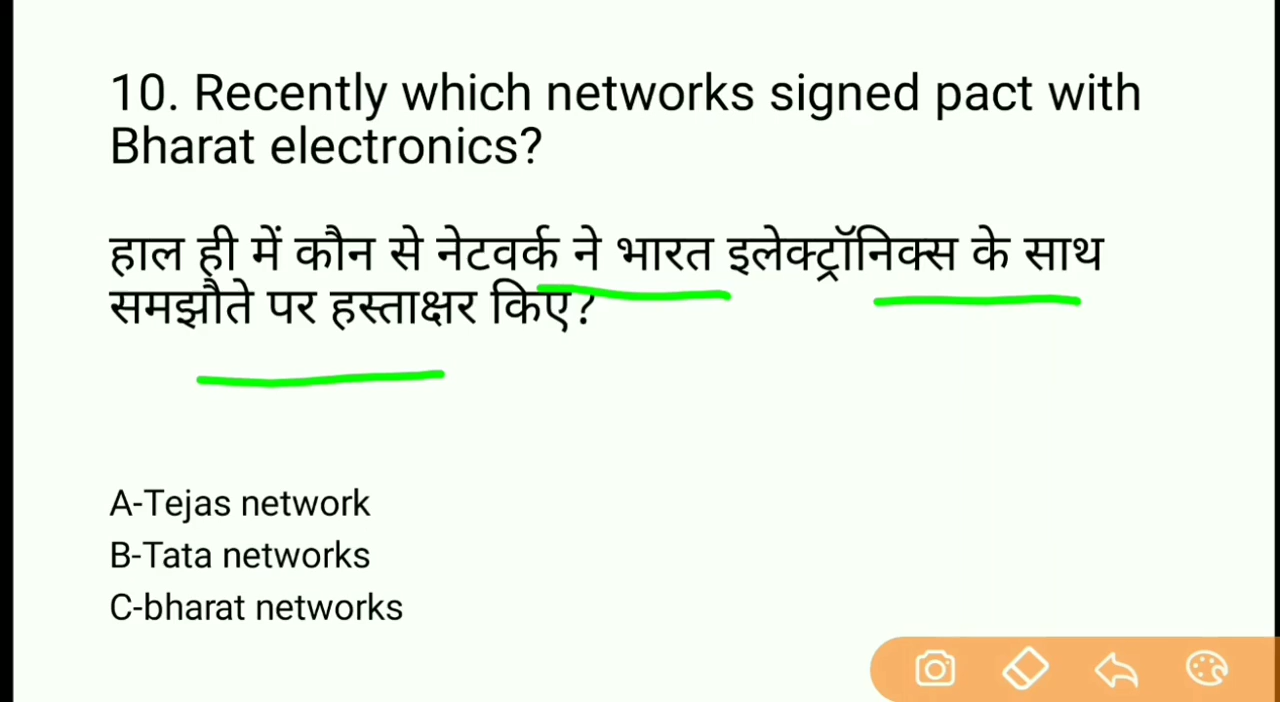 10. Recently which networks signed pact with
Bharat electronics?
हाल ही में कौन से नेटवर्क ने भारत इलेक्ट्रॉनिक्स के साथ
समझौते पर हस्ताक्षर किए?
A-Tejas network
B-Tata networks
C-bharat networks